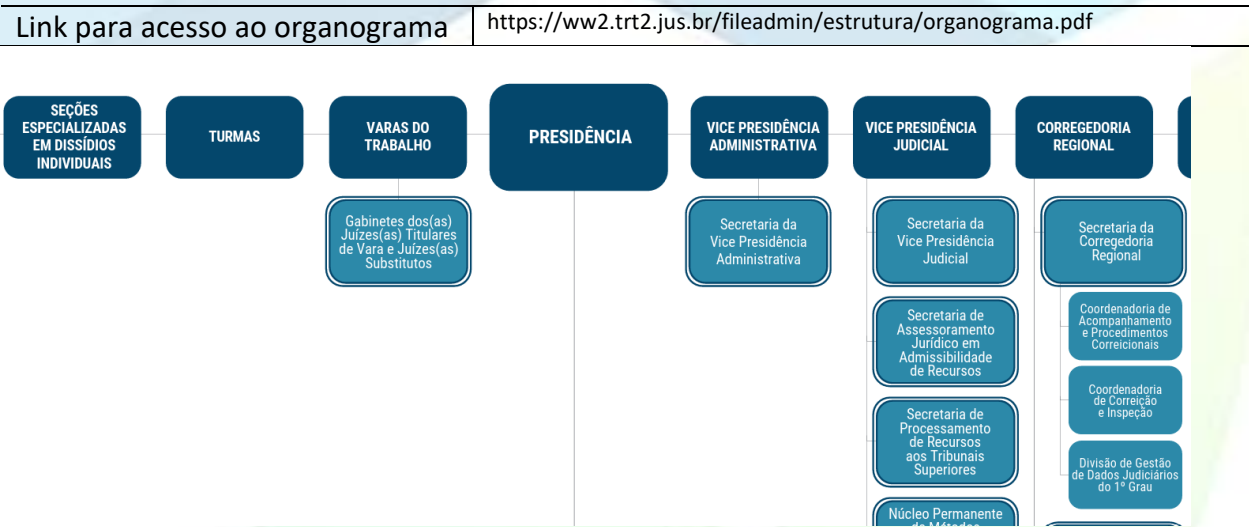 Link para acesso ao organograma
https://ww2.trt2.jus.br/fileadmin/estrutura/organograma.pdf
SEÇÕES
ESPECIALIZADAS
EM DISSÍDIOS
INDIVIDUAIS
TURMAS
VARAS DO
TRABALHO
PRESIDÊNCIA
VICE PRESIDÊNCIA
ADMINISTRATIVA
VICE PRESIDÊNCIA
JUDICIAL
CORREGEDORIA
REGIONAL
Gabinetes dos(as)
Juízes(as) Titulares
de Vara e Juízes(as)
Substitutos
Secretaria da
Vice Presidência
Administrativa
Secretaria da
Vice Presidência
Judicial
Secretaria da
Corregedoria
Regional
Secretaria de
Assessoramento
Jurídico em
Admissibilidade
de Recursos
Coordenadoria de
Acompanhamento
e Procedimentos
Correicionais
Coordenadoria
de Correição
e Inspeção
Secretaria de
Processamento
de Recursos
aos Tribunais
Superiores
Divisão de Gestão
de Dados Judiciários
do 1º Grau
Núcleo Permanente
de Métodos